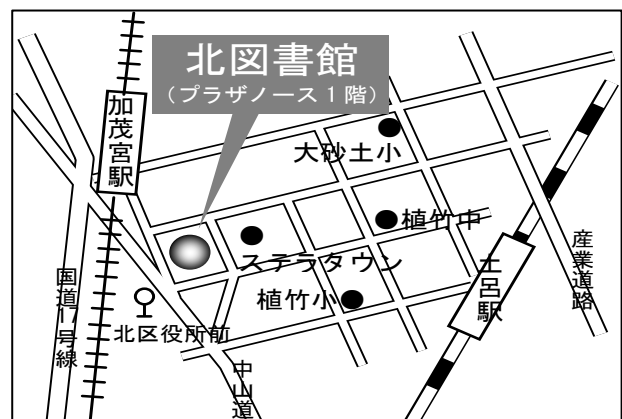 北図書館
（プラザノース１階）
加茂宮駅
大砂土小
植竹中
ステラタウン
産業道路
土呂駅
植竹小
国道17号線
北区役所前
中山道